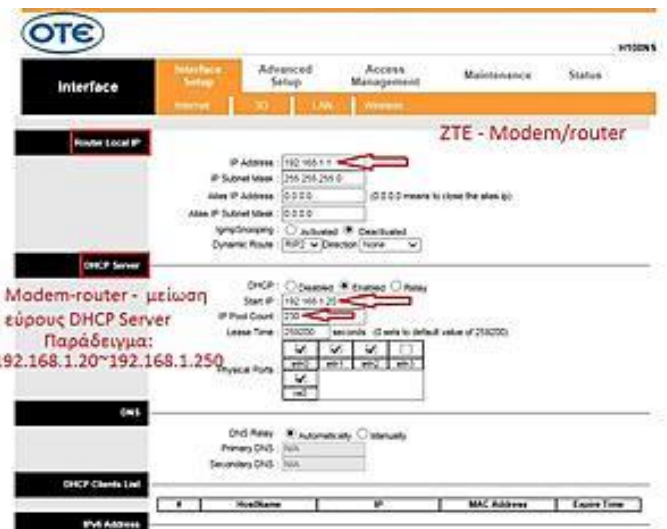 OTE
H108NS
Interface
Interface Setup
Advanced Setup
Access Management
Maintenance
Status
Internet 3G LAN Wireless
ZTE - Modem/router
Router Local IP
IP Address : 192.168.1.1
IP Subnet Mask : 255.255.255.0
Alias IP Address : 0.0.0.0 (0.0.0.0 means to close the alias ip)
Alias IP Subnet Mask : 0.0.0.0
IgmpSnooping : Activated Deactivated
Dynamic Route : RIP2 Direction None
DHCP Server
DHCP : Disabled Enabled Relay
Start IP : 192.168.1.20
IP Pool Count : 230
Lease Time : 259200 seconds (0 sets to default value of 259200)
Modem-router - μείωση
εύρους DHCP Server
Παράδειγμα:
192.168.1.20~192.168.1.250
Physical Ports :
eth0 eth1 eth2 eth3
ra0
DNS
DNS Relay : Automatically Manually
Primary DNS : N/A
Secondary DNS : N/A
DHCP Clients List
# HostName IP MAC Address Expire Time
IPv6 Address